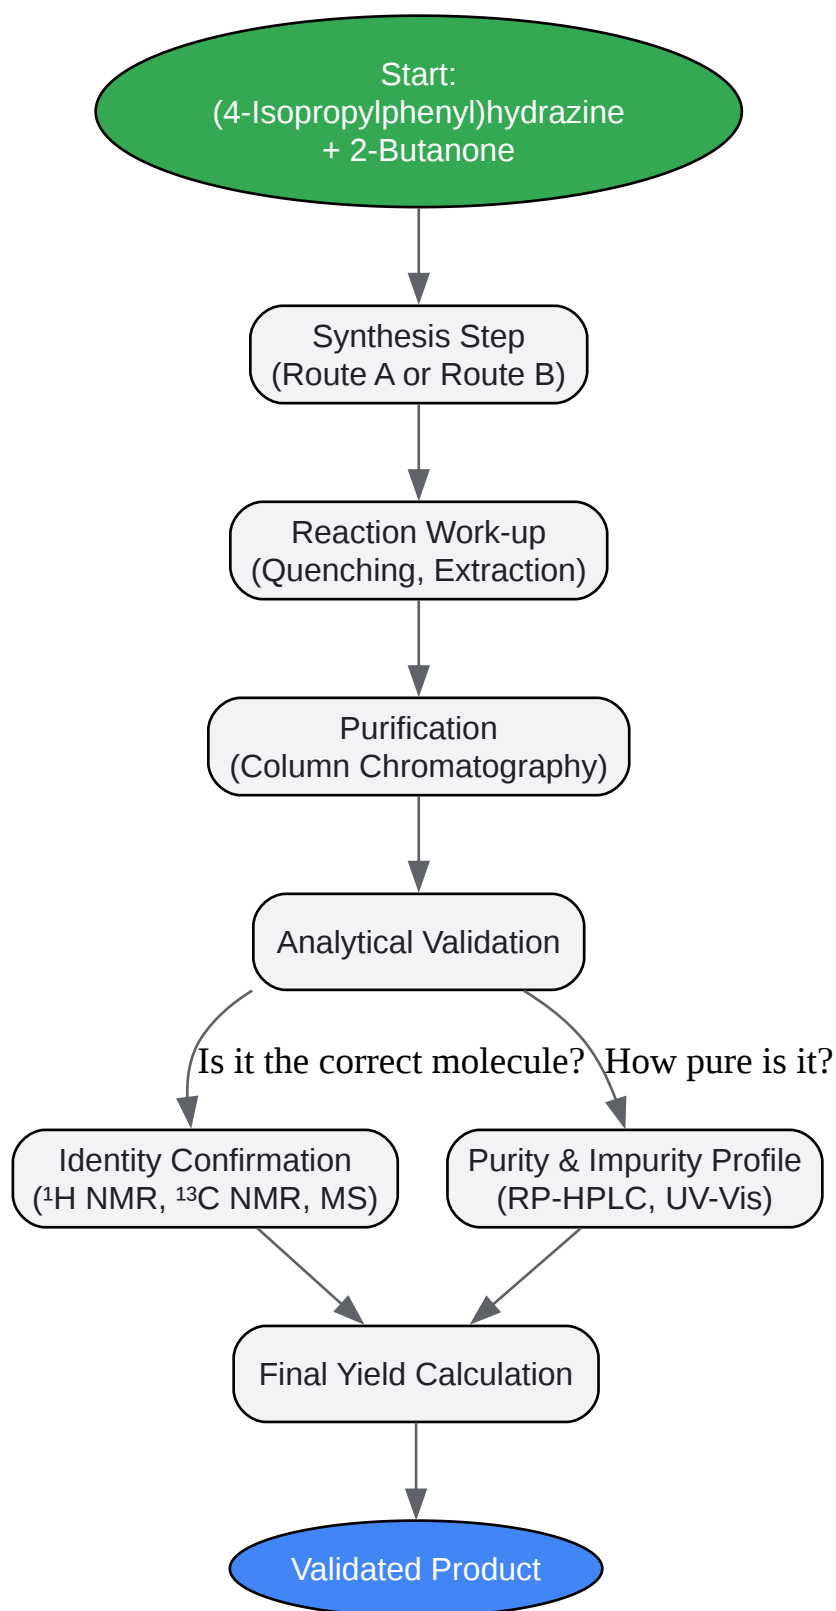 Start:
(4-Isopropylphenyl)hydrazine
+ 2-Butanone
Synthesis Step
(Route A or Route B)
Reaction Work-up
(Quenching, Extraction)
Purification
(Column Chromatography)
Analytical Validation
Is it the correct molecule?
How pure is it?
Identity Confirmation
(¹H NMR, ¹³C NMR, MS)
Purity & Impurity Profile
(RP-HPLC, UV-Vis)
Final Yield Calculation
Validated Product